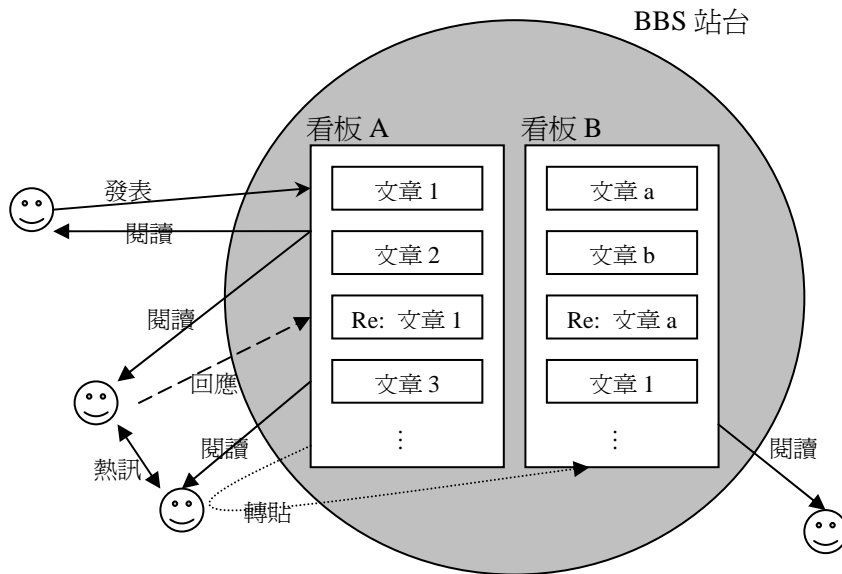 BBS 站台
看板 A
看板 B
發表
文章 1
文章 a
閱讀
文章 2
文章 b
閱讀
Re: 文章 1
Re: 文章 a
回應
文章 3
文章 1
閱讀
⋮
⋮
閱讀
熱訊
轉貼